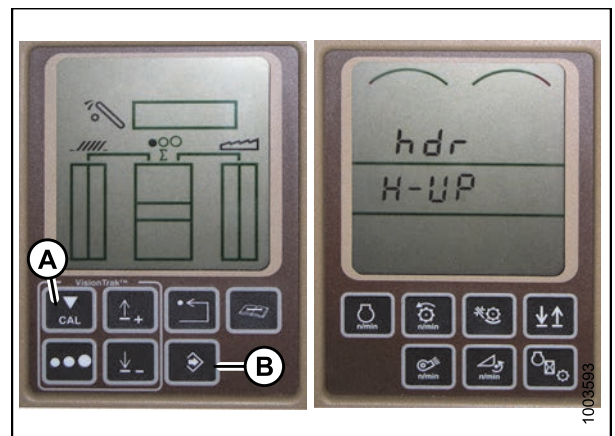 Σ
A
VisionTrak™
CAL
+
-
B
hdr
H-UP
n/min
n/min
n/min
n/min
1003593